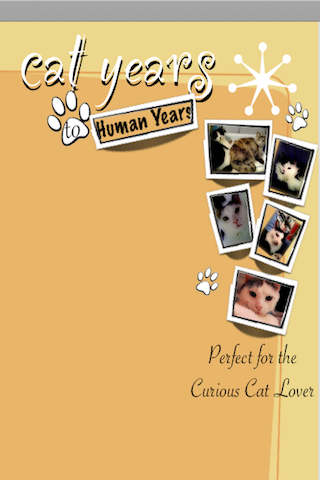 cat years
to Human Years
Perfect for the
Curious Cat Lover